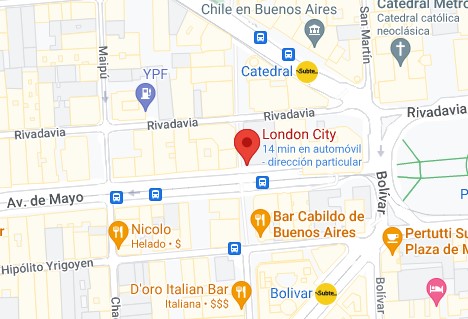 Chile en Buenos Aires
Catedral Metro
Catedral católica
neoclásica
San Martín
Maipú
YPF
Catedral
Subte
Rivadavia
Rivadavia
Rivadavia
London City
14 min en automóvil
- dirección particular
Av. de Mayo
Bolívar
P
Nicolo
Helado • $
Bar Cabildo de
Buenos Aires
Pertutti Su
Plaza de M
Hipólito Yrigoyen
Cha
D'oro Italian Bar
Italiana • $$$
Bolivar
Subte